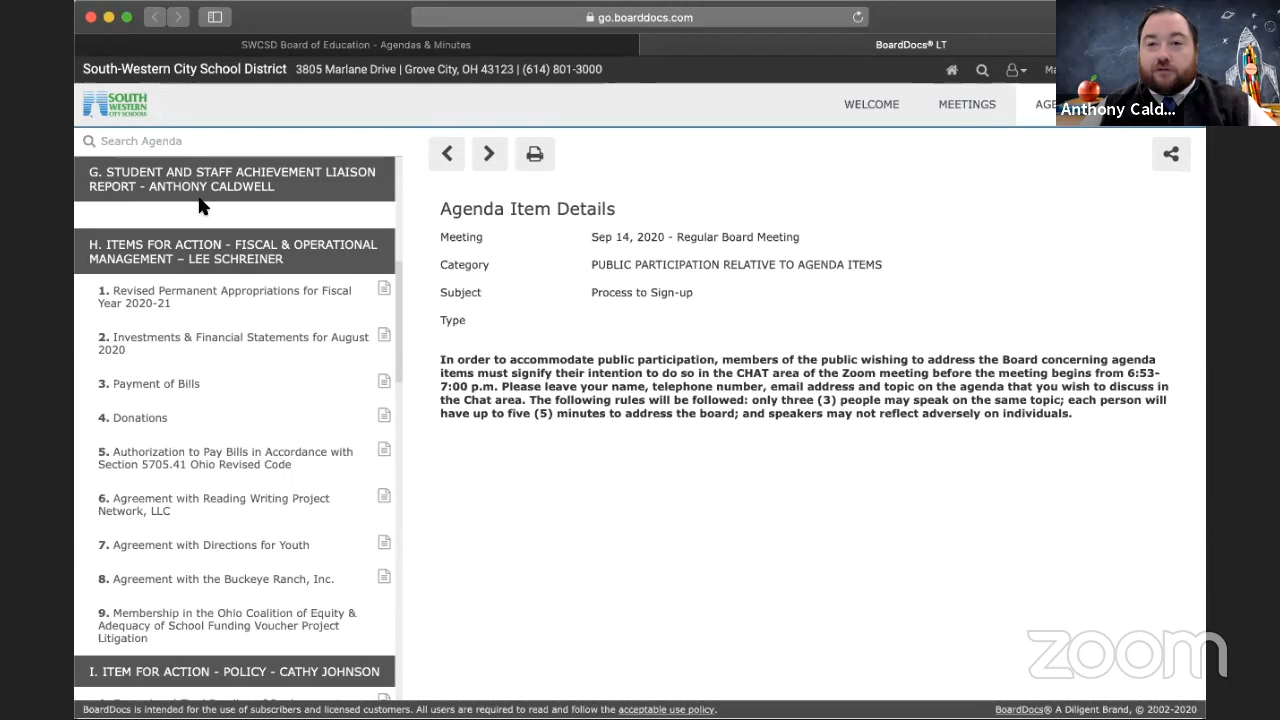 go.boarddocs.com
SWCSD Board of Education - Agendas & Minutes
BoardDocs® LT
South-Western City School District 3805 Marlane Drive | Grove City, OH 43123 | (614) 801-3000
SOUTH
WESTERN
CITY SCHOOLS
WELCOME
MEETINGS
Anthony Cald...
Search Agenda
G. STUDENT AND STAFF ACHIEVEMENT LIAISON
REPORT - ANTHONY CALDWELL
H. ITEMS FOR ACTION - FISCAL & OPERATIONAL
MANAGEMENT – LEE SCHREINER
1. Revised Permanent Appropriations for Fiscal
Year 2020-21
2. Investments & Financial Statements for August
2020
3. Payment of Bills
4. Donations
5. Authorization to Pay Bills in Accordance with
Section 5705.41 Ohio Revised Code
6. Agreement with Reading Writing Project
Network, LLC
7. Agreement with Directions for Youth
8. Agreement with the Buckeye Ranch, Inc.
9. Membership in the Ohio Coalition of Equity &
Adequacy of School Funding Voucher Project
Litigation
I. ITEM FOR ACTION - POLICY - CATHY JOHNSON
Agenda Item Details
Meeting Sep 14, 2020 - Regular Board Meeting
Category PUBLIC PARTICIPATION RELATIVE TO AGENDA ITEMS
Subject Process to Sign-up
Type
In order to accommodate public participation, members of the public wishing to address the Board concerning agenda
items must signify their intention to do so in the CHAT area of the Zoom meeting before the meeting begins from 6:53-
7:00 p.m. Please leave your name, telephone number, email address and topic on the agenda that you wish to discuss in
the Chat area. The following rules will be followed: only three (3) people may speak on the same topic; each person will
have up to five (5) minutes to address the board; and speakers may not reflect adversely on individuals.
zoom
BoardDocs is intended for the use of subscribers and licensed customers. All users are required to read and follow the acceptable use policy.
BoardDocs® A Diligent Brand, © 2002-2020